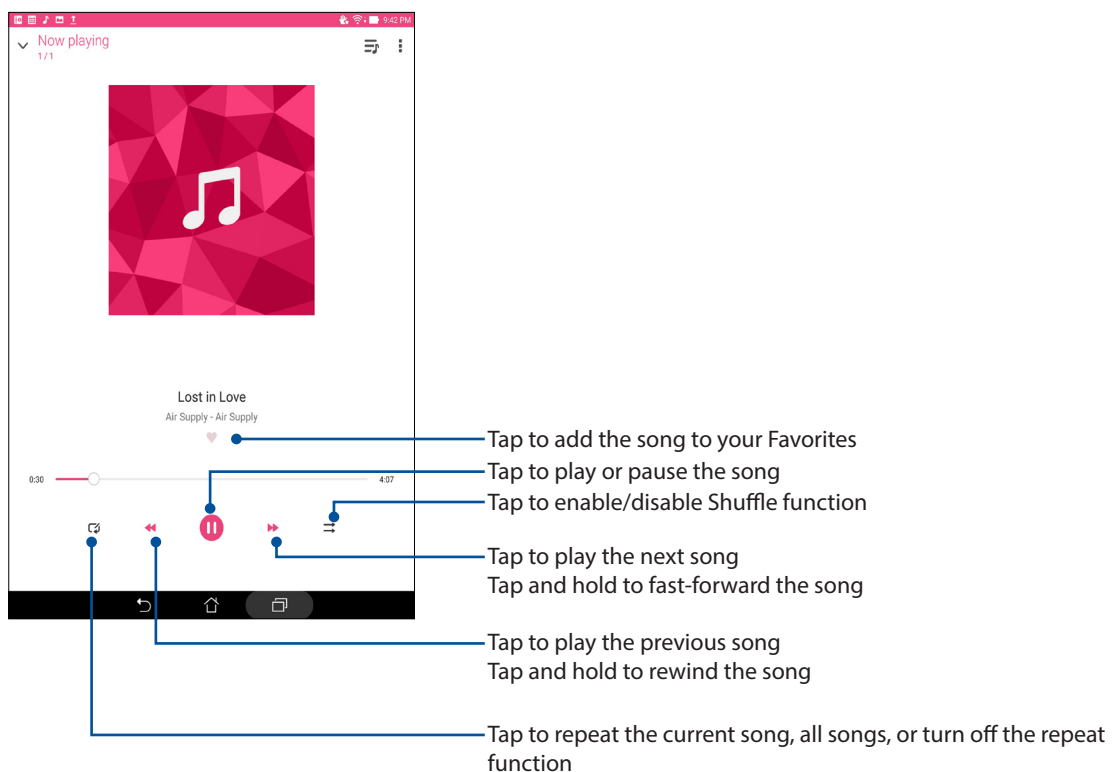 9:42 PM
Now playing
1/1
Lost in Love
Air Supply - Air Supply
Tap to add the song to your Favorites
Tap to play or pause the song
0:30
4:07
Tap to enable/disable Shuffle function
Tap to play the next song
Tap and hold to fast-forward the song
Tap to play the previous song
Tap and hold to rewind the song
Tap to repeat the current song, all songs, or turn off the repeat
function